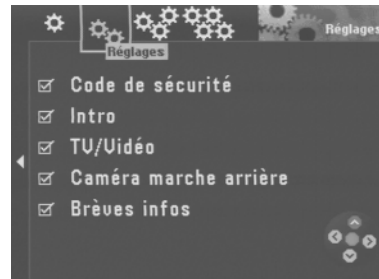 Réglages
Réglages
Code de sécurité
Intro
TV/Vidéo
Caméra marche arrière
Brèves infos